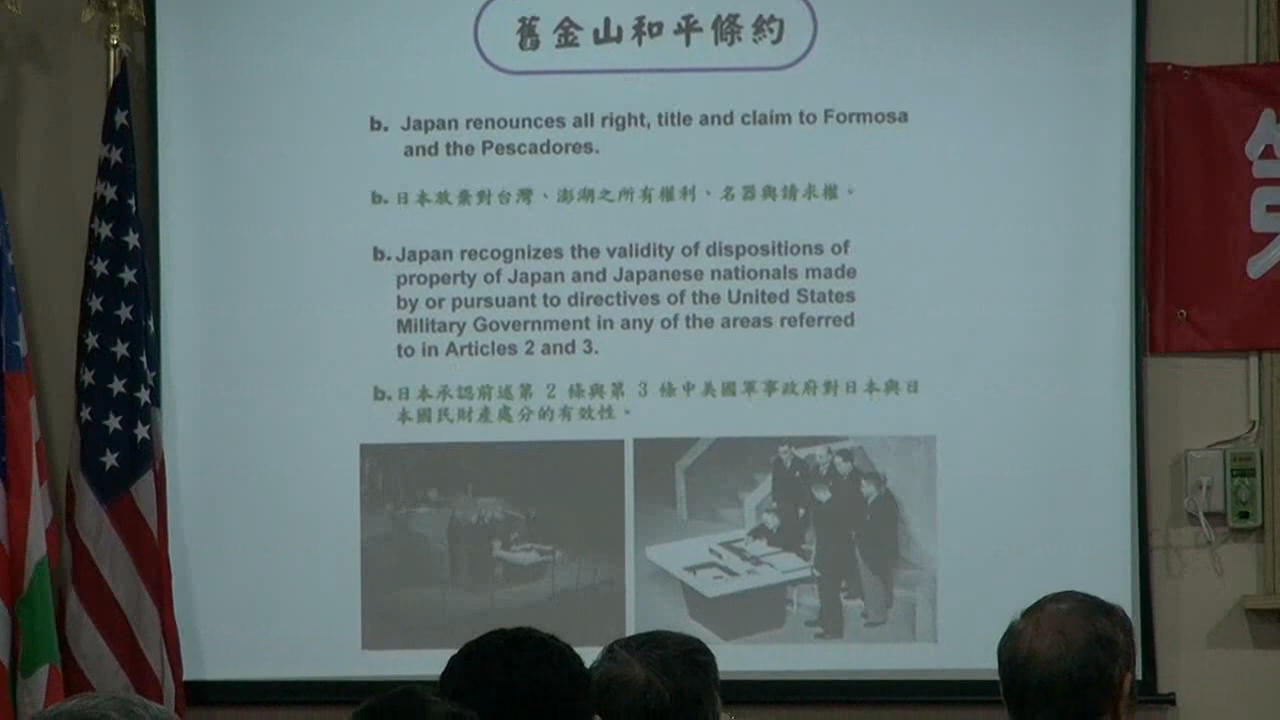 舊金山和平條約
b. Japan renounces all right, title and claim to Formosa
and the Pescadores.
b. 日本放棄對台灣、澎湖之所有權利、名器與請求權。
b. Japan recognizes the validity of dispositions of
property of Japan and Japanese nationals made
by or pursuant to directives of the United States
Military Government in any of the areas referred
to in Articles 2 and 3.
b. 日本承認前述第 2 條與第 3 條中美國軍事政府對日本與日
本國民財產處分的有效性。